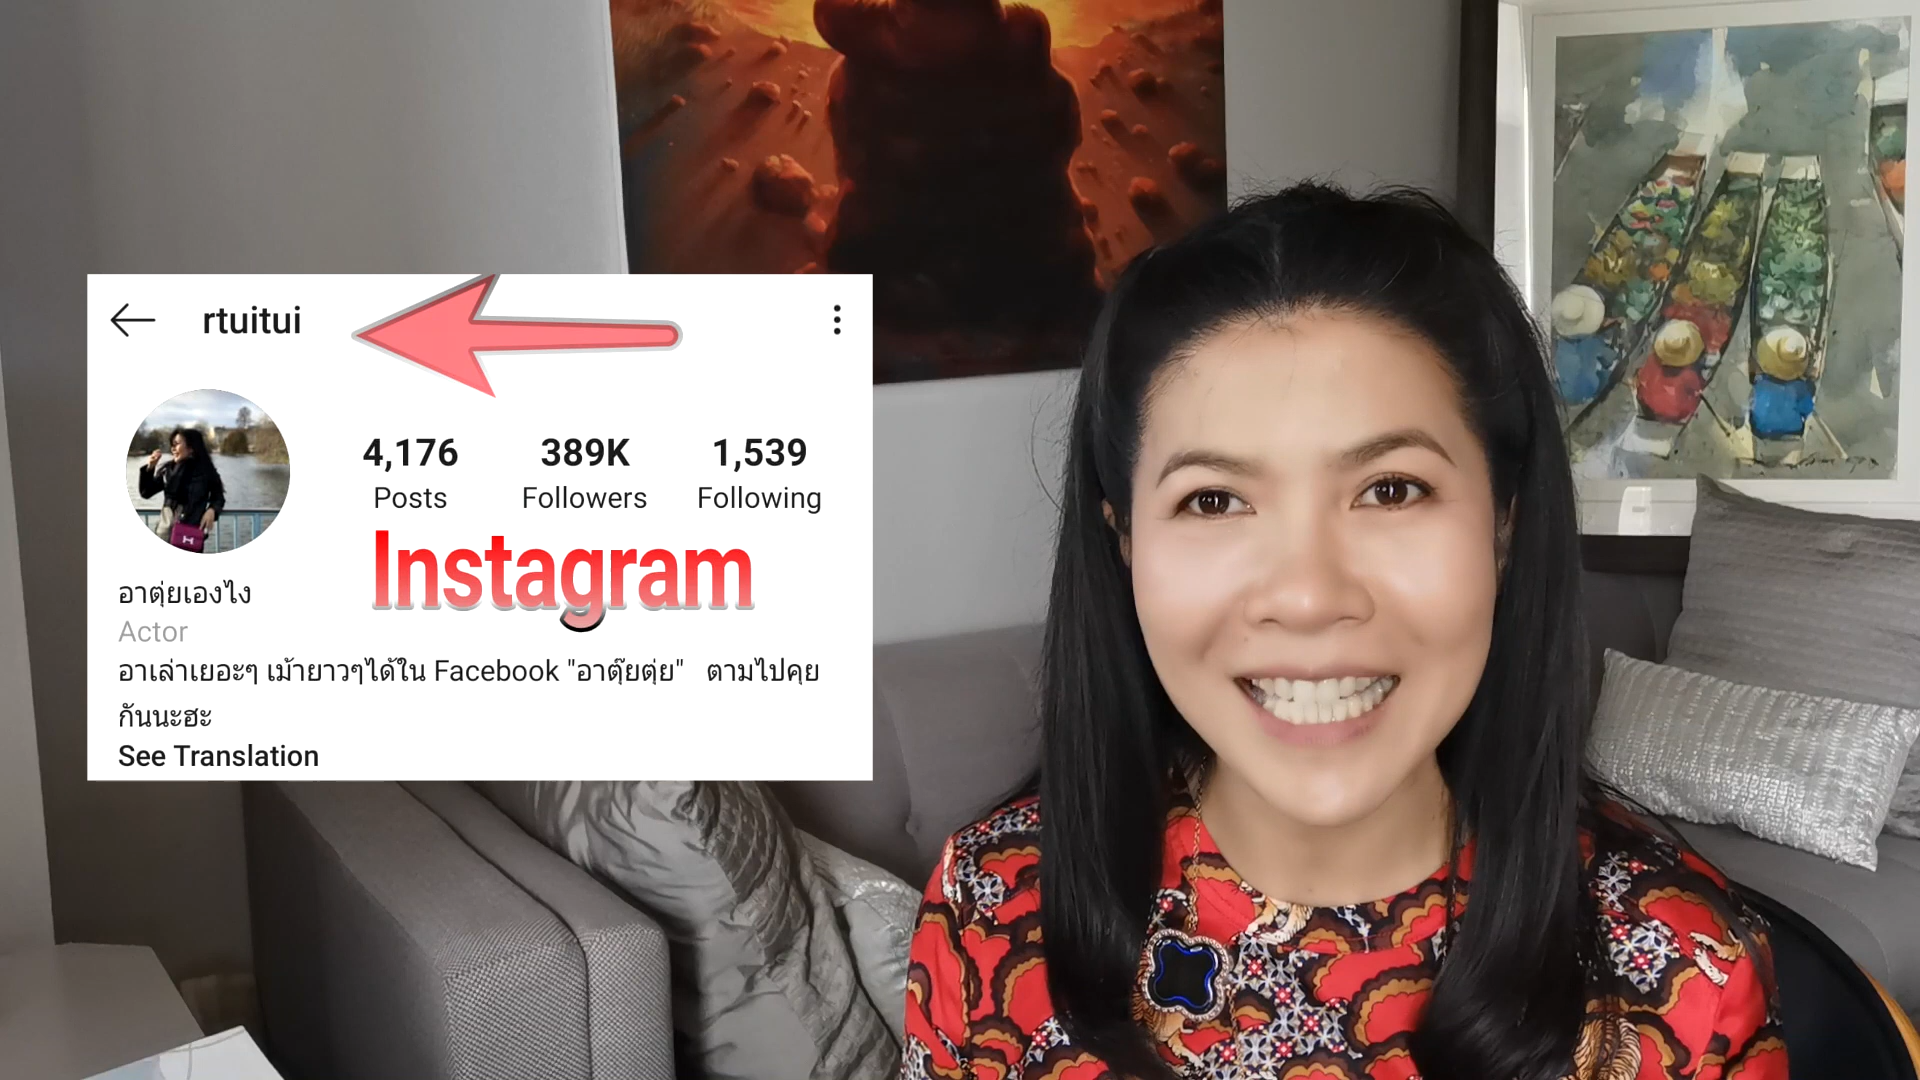 rtuitui
4,176 389K 1,539
Posts Followers Following
Instagram
อาตุ่ยเองไง
Actor
อาเล่าเยอะๆ เม้ายาวๆได้ใน Facebook "อาตุ๊ยตุ่ย" ตามไปคุย
กันนะฮะ
See Translation